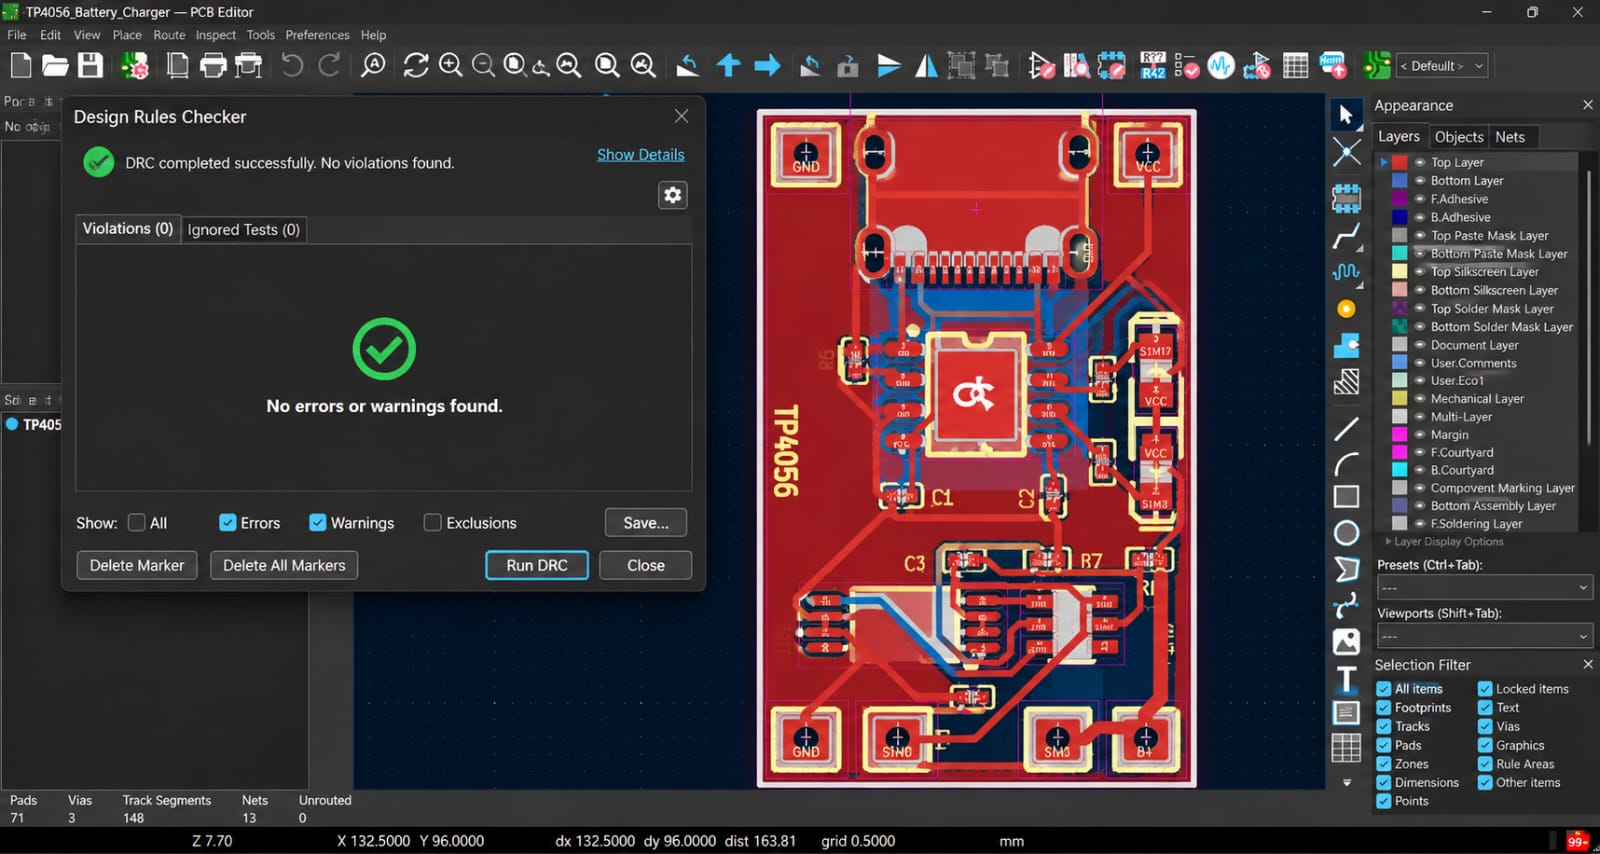 TP4056_Battery_Charger — PCB Editor
File Edit View Place Route Inspect Tools Preferences Help
R??
R42
< Default >
Design Rules Checker
DRC completed successfully. No violations found.
Show Details
Violations (0) Ignored Tests (0)
No errors or warnings found.
Show: All Errors Warnings Exclusions Save...
Delete Marker Delete All Markers Run DRC Close
TP405
GND
VCC
R6
SIM17
VCC
VCC
SIM3
TP4056
C1
C2
C3
R7
GND
SIN0
SM0
B+
Appearance
Layers Objects Nets
Top Layer
Bottom Layer
F.Adhesive
B.Adhesive
Top Paste Mask Layer
Bottom Paste Mask Layer
Top Silkscreen Layer
Bottom Silkscreen Layer
Top Solder Mask Layer
Bottom Solder Mask Layer
Document Layer
User.Comments
User.Eco1
Mechanical Layer
Multi-Layer
Margin
F.Courtyard
B.Courtyard
Compovent Marking Layer
Bottom Assembly Layer
F.Soldering Layer
Layer Display Options
Presets (Ctrl+Tab):
---
Viewports (Shift+Tab):
---
Selection Filter
All items Locked items
Footprints Text
Tracks Vias
Pads Graphics
Zones Rule Areas
Dimensions Other items
Points
Pads Vias Track Segments Nets Unrouted
71 3 148 13 0
Z 7.70 X 132.5000 Y 96.0000 dx 132.5000 dy 96.0000 dist 163.81 grid 0.5000 mm
99+